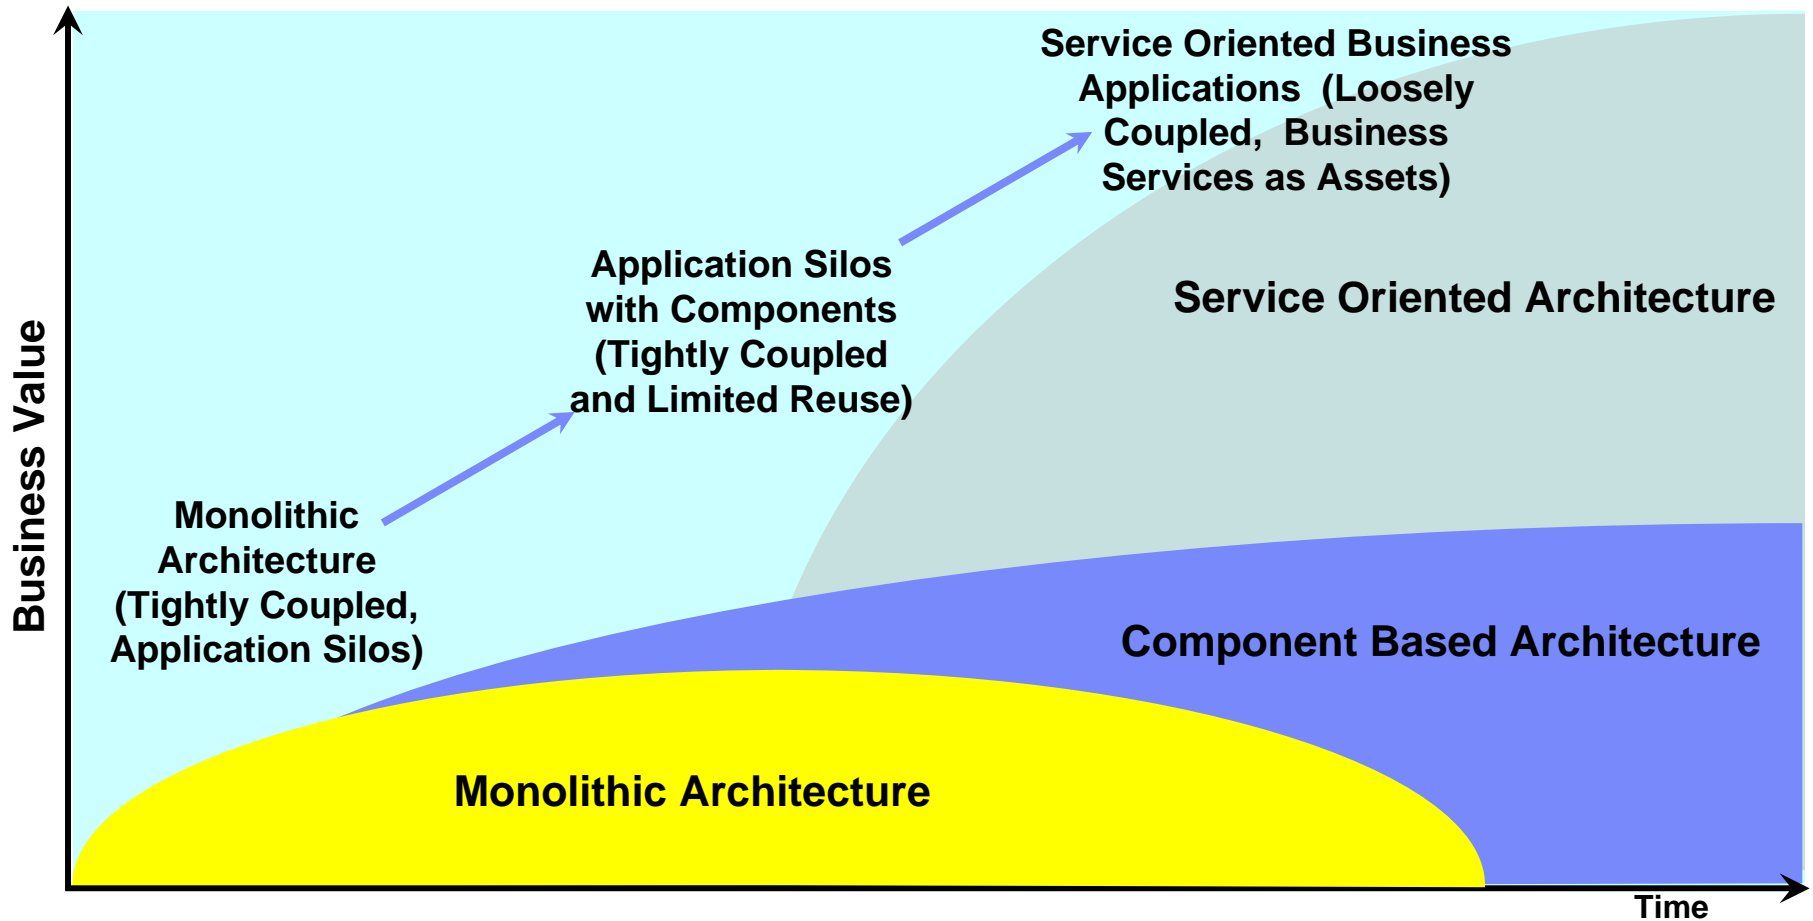 Service Oriented Business
Applications (Loosely
Coupled, Business
Services as Assets)
Application Silos
with Components
(Tightly Coupled
and Limited Reuse)
Service Oriented Architecture
Business Value
Monolithic
Architecture
(Tightly Coupled,
Application Silos)
Component Based Architecture
Monolithic Architecture
Time